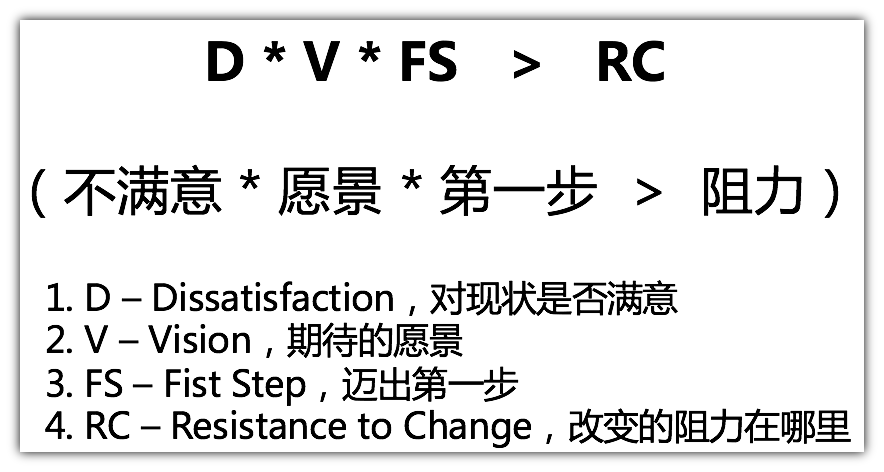 D * V * FS > RC
（不满意 * 愿景 * 第一步 > 阻力）
1. D – Dissatisfaction，对现状是否满意
2. V – Vision，期待的愿景
3. FS – Fist Step，迈出第一步
4. RC – Resistance to Change，改变的阻力在哪里